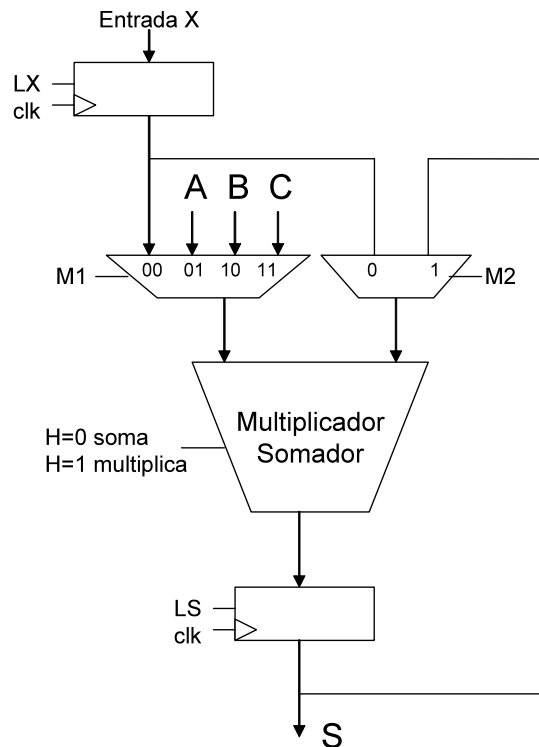 Entrada X
LX
clk
A B C
00 01 10 11
0 1
M1
M2
Multiplicador
Somador
H=0 soma
H=1 multiplica
LS
clk
S